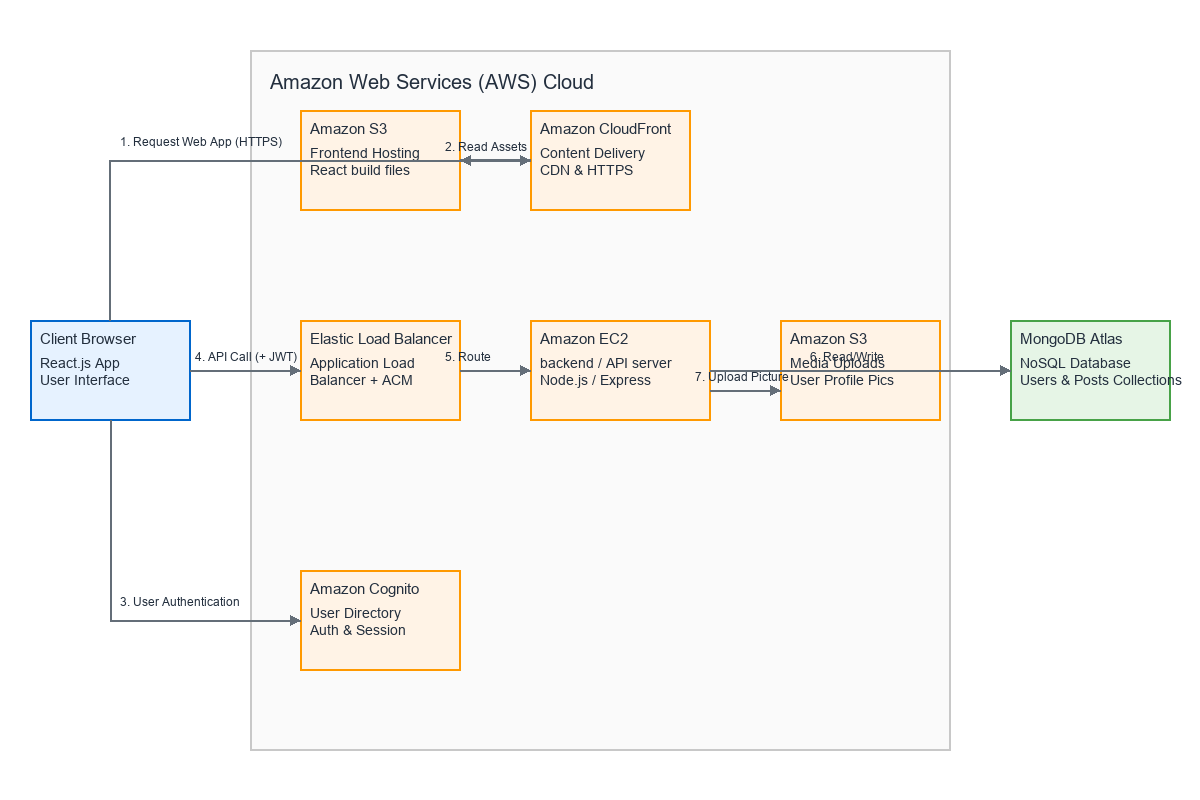 Amazon Web Services (AWS) Cloud
1. Request Web App (HTTPS)
Amazon S3
Frontend Hosting
React build files
2. Read Assets
Amazon CloudFront
Content Delivery
CDN & HTTPS
Client Browser
React.js App
User Interface
4. API Call (+ JWT)
Elastic Load Balancer
Application Load
Balancer + ACM
5. Route
Amazon EC2
backend / API server
Node.js / Express
7. Upload Picture
Amazon S3
6. Read/Write
Media Uploads
User Profile Pics
MongoDB Atlas
NoSQL Database
Users & Posts Collections
3. User Authentication
Amazon Cognito
User Directory
Auth & Session